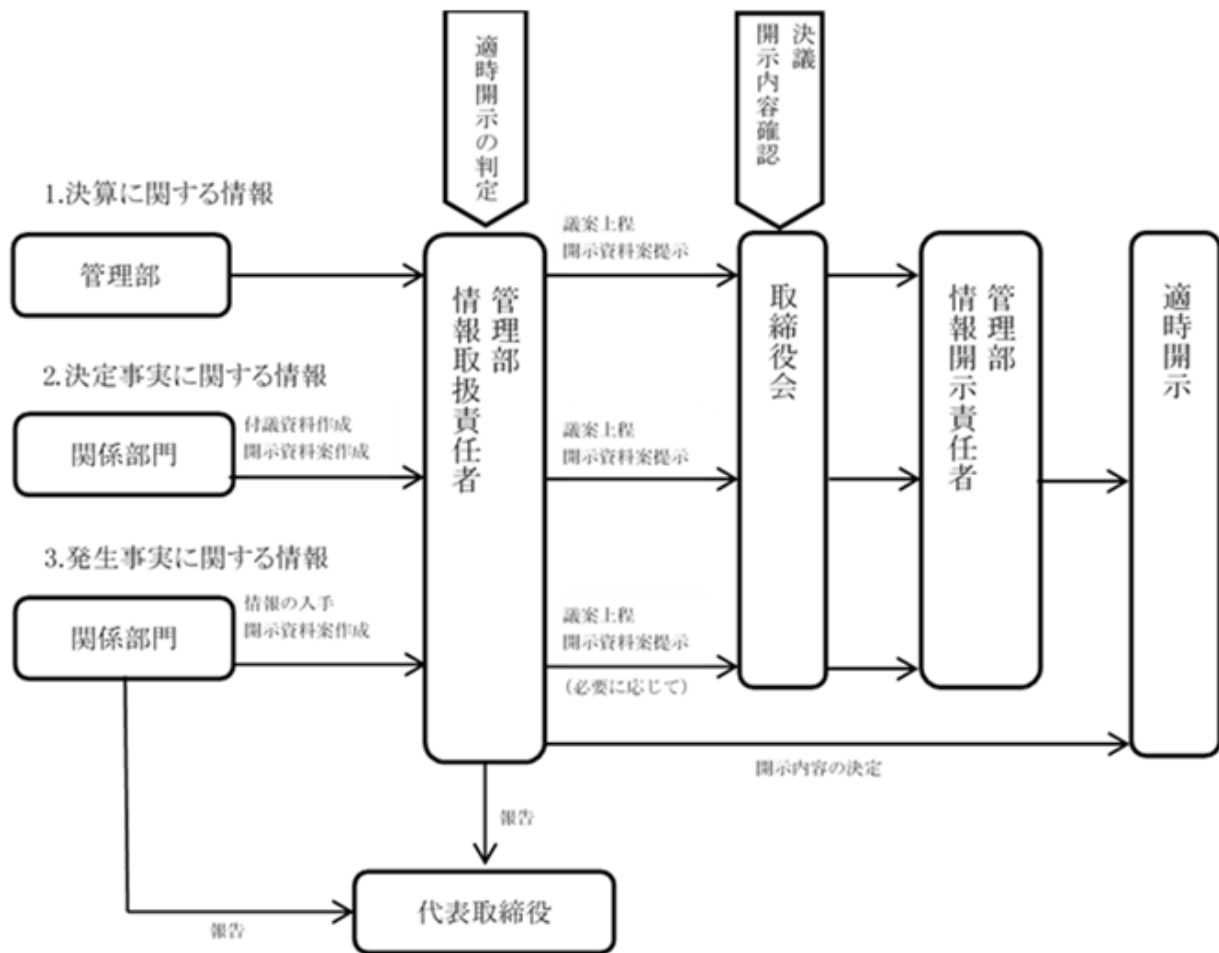 適時開示の判定
決議
開示内容確認
1.決算に関する情報
管理部
議案上程
開示資料案提示
2.決定事実に関する情報
関係部門
付議資料作成
開示資料案作成
議案上程
開示資料案提示
3.発生事実に関する情報
関係部門
情報の入手
開示資料案作成
議案上程
開示資料案提示
（必要に応じて）
管理部
情報取扱責任者
取締役会
管理部
情報開示責任者
適時開示
開示内容の決定
報告
代表取締役
報告